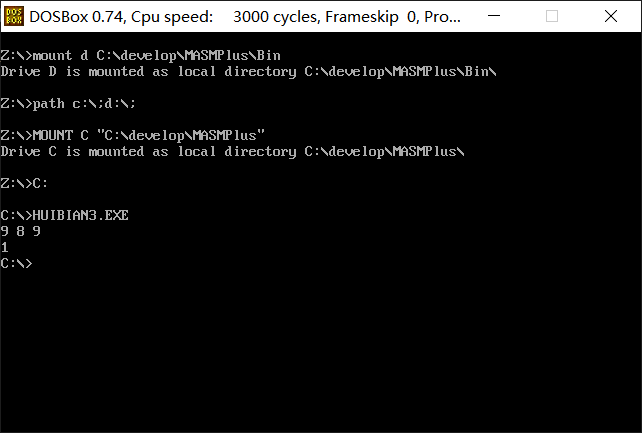 DOS
BOX
DOSBox 0.74, Cpu speed:    3000 cycles, Frameskip  0, Pro...
Z:\>mount d C:\develop\MASMPlus\Bin
Drive D is mounted as local directory C:\develop\MASMPlus\Bin\
Z:\>path c:\;d:\;
Z:\>MOUNT C "C:\develop\MASMPlus"
Drive C is mounted as local directory C:\develop\MASMPlus\
Z:\>C:
C:\>HUIBIAN3.EXE
9 8 9
1
C:\>